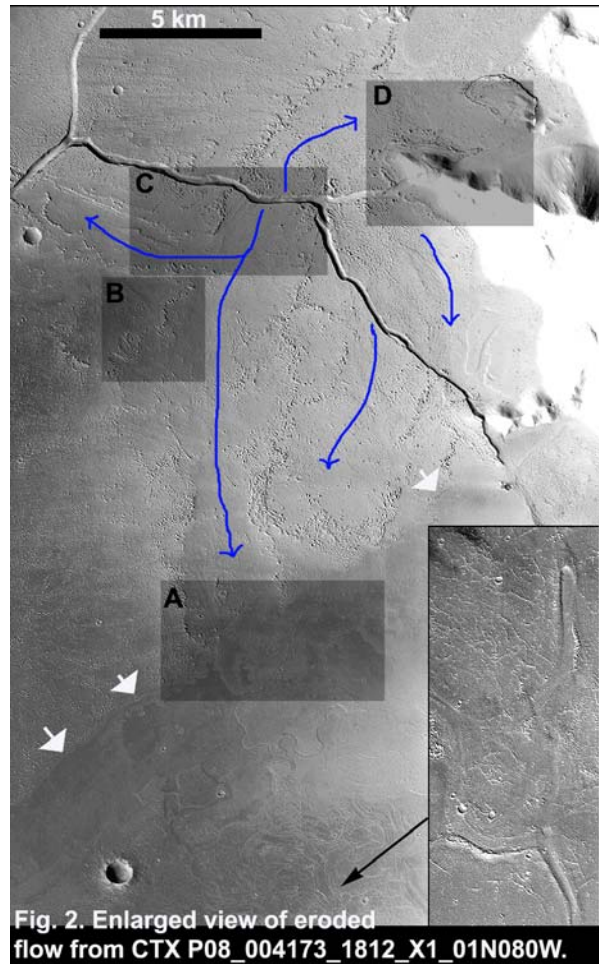 5 km
D
C
B
A
Fig. 2. Enlarged view of eroded
flow from CTX P08_004173_1812_X1_01N080W.